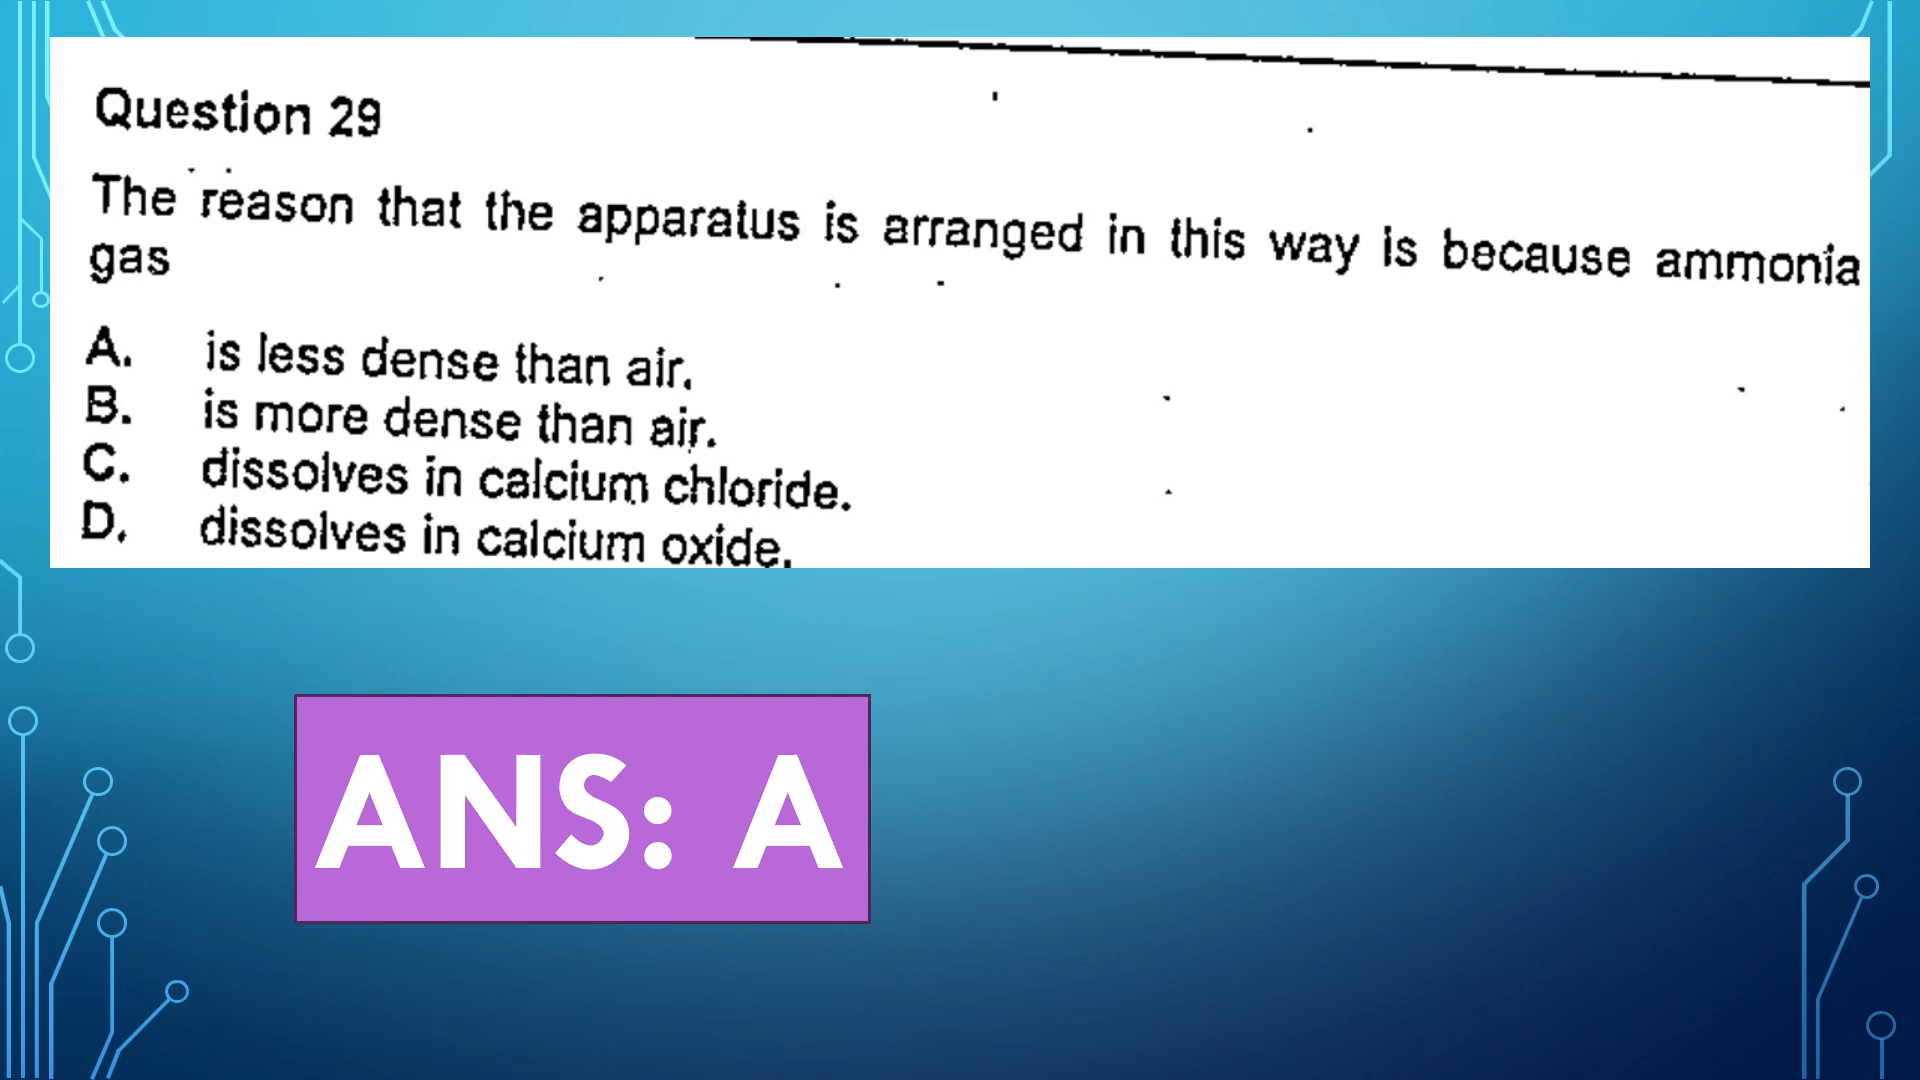 Question 29
The reason that the apparatus is arranged in this way is because ammonia
gas
A. is less dense than air.
B. is more dense than air.
C. dissolves in calcium chloride.
D. dissolves in calcium oxide.
ANS: A